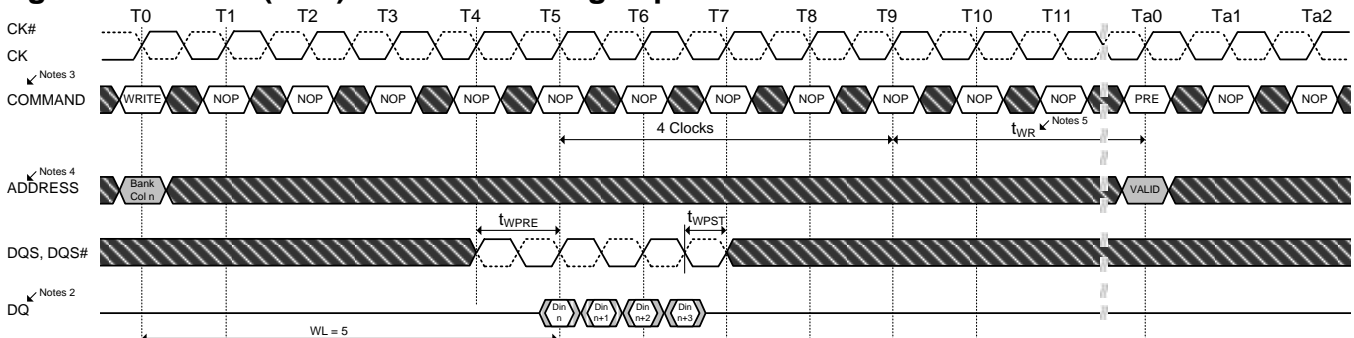 T0 T1 T2 T3 T4 T5 T6 T7 T8 T9 T10 T11 Ta0 Ta1 Ta2
CK#
CK
Notes 3
COMMAND WRITE NOP NOP NOP NOP NOP NOP NOP NOP NOP NOP NOP PRE NOP NOP
4 Clocks tWR Notes 5
Notes 4
ADDRESS Bank Col n VALID
tWPRE tWPST
DQS, DQS#
Notes 2
DQ Din n Din n+1 Din n+2 Din n+3
WL = 5